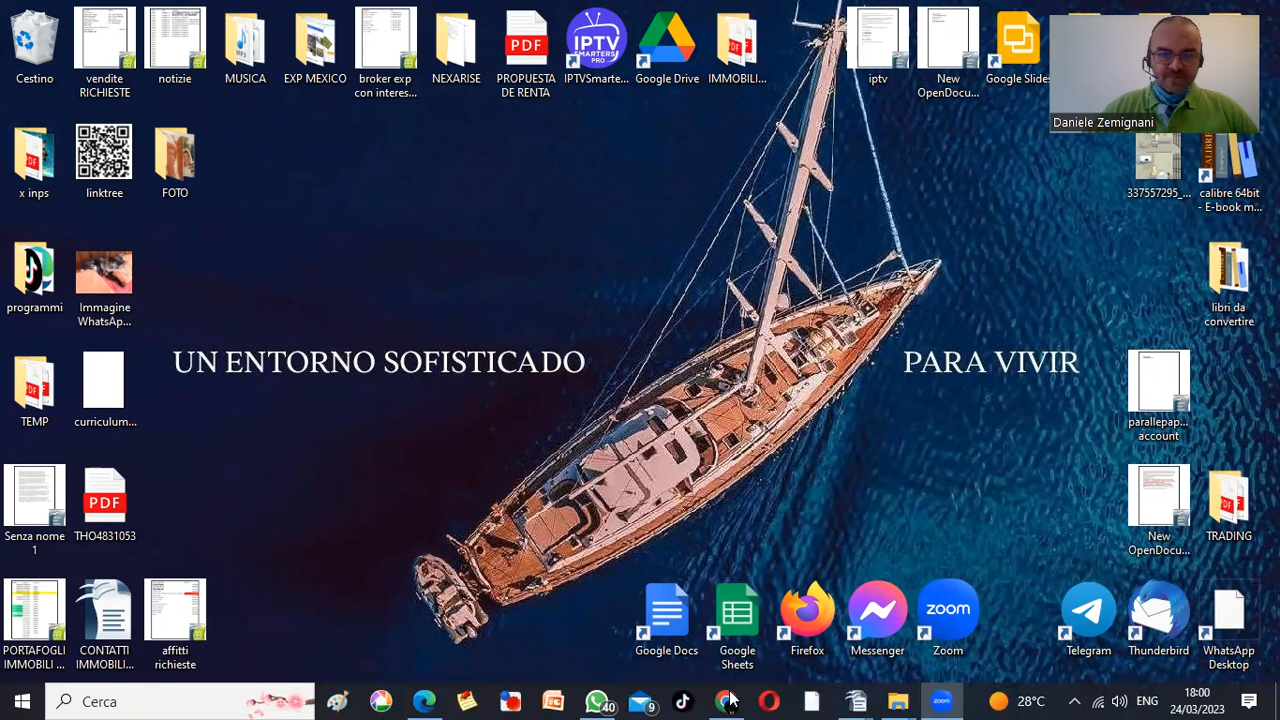 Cestino
vendite
RICHIESTE
notizie
MUSICA
EXP MEXICO
broker exp
con interes...
NEXARISE
PDF
PROPUESTA
DE RENTA
IPTV
SMARTERS
PRO
IPTVSmarte...
Google Drive
IMMOBILI...
iptv
New
OpenDocu...
Google Slides
Daniele Zemignani
x inps
linktree
FOTO
337557295_...
CALIBRE
calibre 64bit
- E-book m...
programmi
Immagine
WhatsAp...
libri da
convertire
UN ENTORNO SOFISTICADO
PARA VIVIR
TEMP
curriculum...
parallepap...
account
Senza nome
1
PDF
THO4831053
New
OpenDocu...
TRADING
PORTAFOGLI
IMMOBILI ...
CONTATTI
IMMOBILI...
affitti
richieste
Google Docs
Google
Sheets
Firefox
Messenger
zoom
Zoom
Telegram
Thunderbird
WhatsApp
Desktop
Cerca
40
9
zoom
28°C
ENG
18:00
24/03/2023